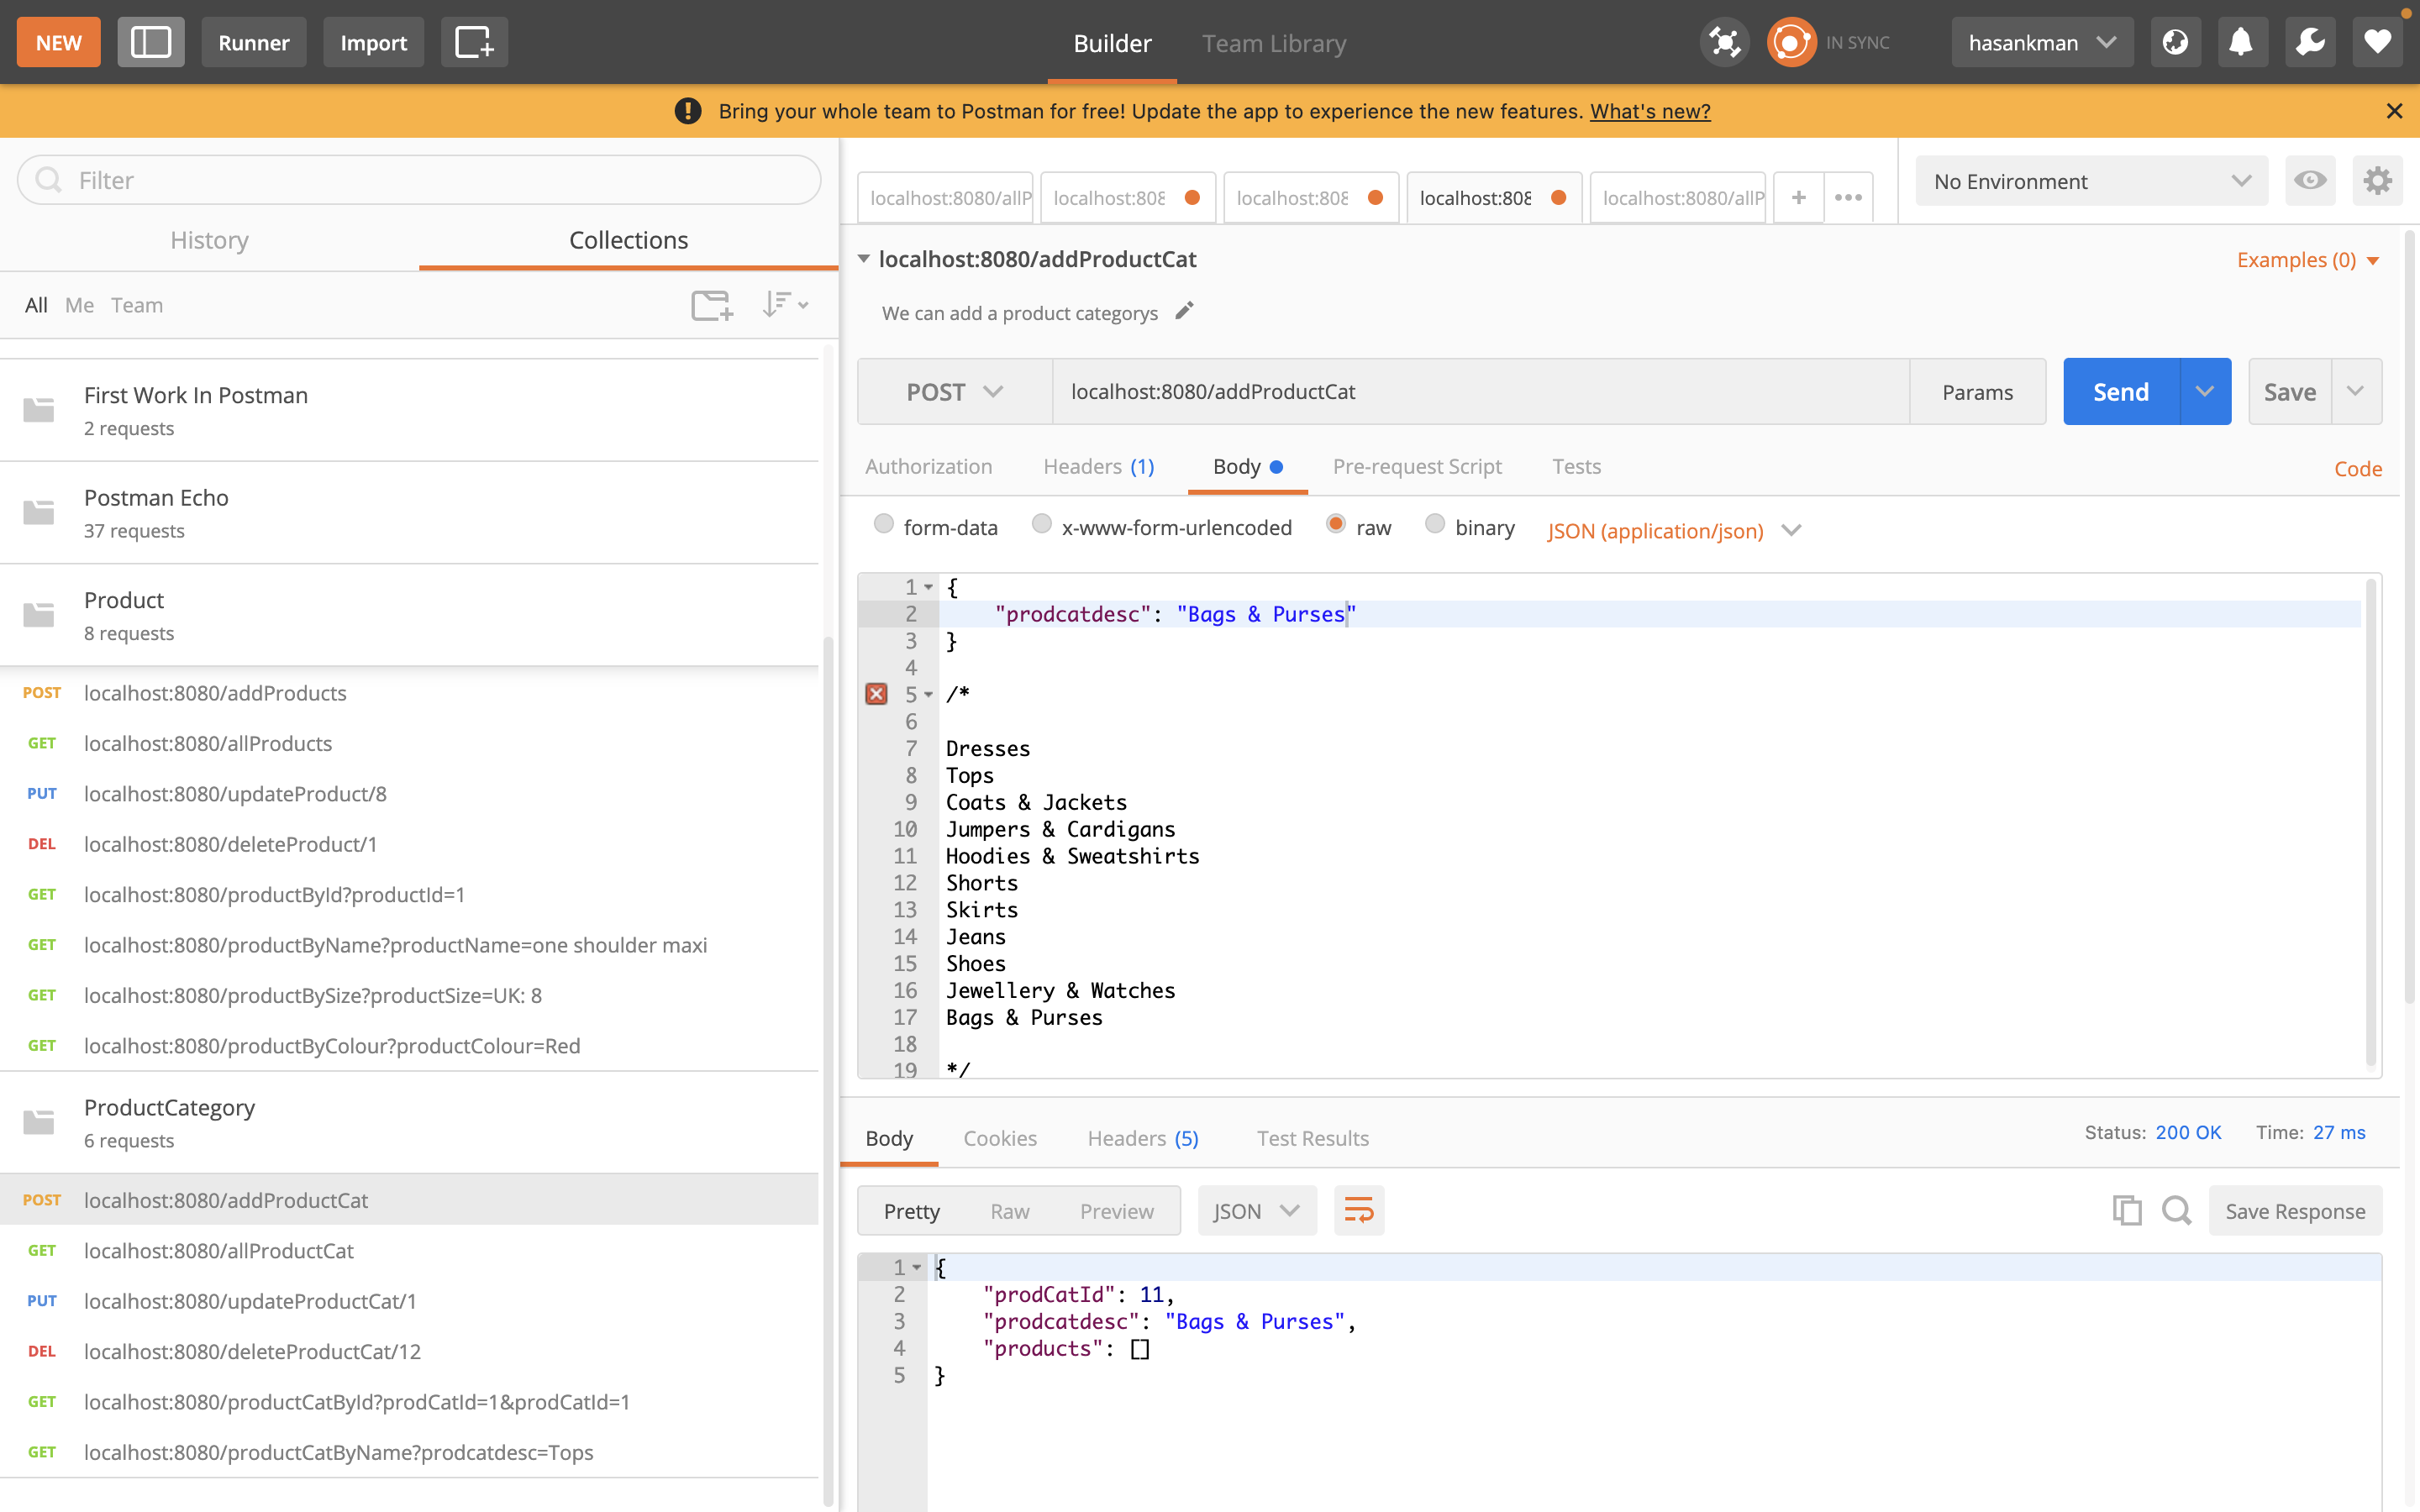 NEW
Runner
Import
Builder
Team Library
IN SYNC
hasankman
Bring your whole team to Postman for free! Update the app to experience the new features. What's new?
Filter
History
Collections
All Me Team
First Work In Postman
2 requests
Postman Echo
37 requests
Product
8 requests
POST localhost:8080/addProducts
GET localhost:8080/allProducts
PUT localhost:8080/updateProduct/8
DEL localhost:8080/deleteProduct/1
GET localhost:8080/productById?productId=1
GET localhost:8080/productByName?productName=one shoulder maxi
GET localhost:8080/productBySize?productSize=UK: 8
GET localhost:8080/productByColour?productColour=Red
ProductCategory
6 requests
POST localhost:8080/addProductCat
GET localhost:8080/allProductCat
PUT localhost:8080/updateProductCat/1
DEL localhost:8080/deleteProductCat/12
GET localhost:8080/productCatById?prodCatId=1&prodCatId=1
GET localhost:8080/productCatByName?prodcatdesc=Tops
localhost:8080/allP
localhost:808
localhost:808
localhost:808
localhost:8080/allP
+
No Environment
localhost:8080/addProductCat
Examples (0)
We can add a product categorys
POST
localhost:8080/addProductCat
Params
Send
Save
Authorization
Headers (1)
Body
Pre-request Script
Tests
Code
form-data
x-www-form-urlencoded
raw
binary
JSON (application/json)
1 {
2 "prodcatdesc": "Bags & Purses"
3 }
4
5 /*
6
7 Dresses
8 Tops
9 Coats & Jackets
10 Jumpers & Cardigans
11 Hoodies & Sweatshirts
12 Shorts
13 Skirts
14 Jeans
15 Shoes
16 Jewellery & Watches
17 Bags & Purses
18
19 */
Body
Cookies
Headers (5)
Test Results
Status: 200 OK
Time: 27 ms
Pretty
Raw
Preview
JSON
Save Response
1 {
2 "prodCatId": 11,
3 "prodcatdesc": "Bags & Purses",
4 "products": []
5 }